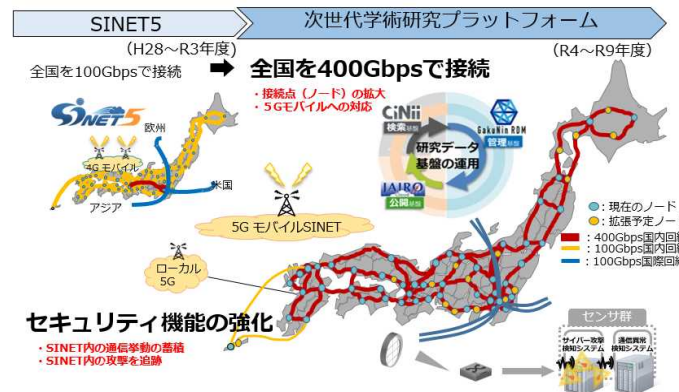 SINET5
次世代学術研究プラットフォーム
(H28～R3年度)
(R4～R9年度)
全国を100Gbpsで接続
全国を400Gbpsで接続
・接続点（ノード）の拡大
・５Gモバイルへの対応
SINET5
欧州
4G モバイル
米国
アジア
CiNii
検索基盤
GakuNin RDM
管理基盤
研究データ
基盤の運用
JAIRO
公開基盤
5G モバイルSINET
ローカル
5G
：現在のノード
：拡張予定ノー
：400Gbps国内回線
：100Gbps国内回線
：100Gbps国際回線
セキュリティ機能の強化
・SINET内の通信挙動の蓄積
・SINET内の攻撃を追跡
センサ群
サイバー攻撃
検知システム
通信異常
検知システム